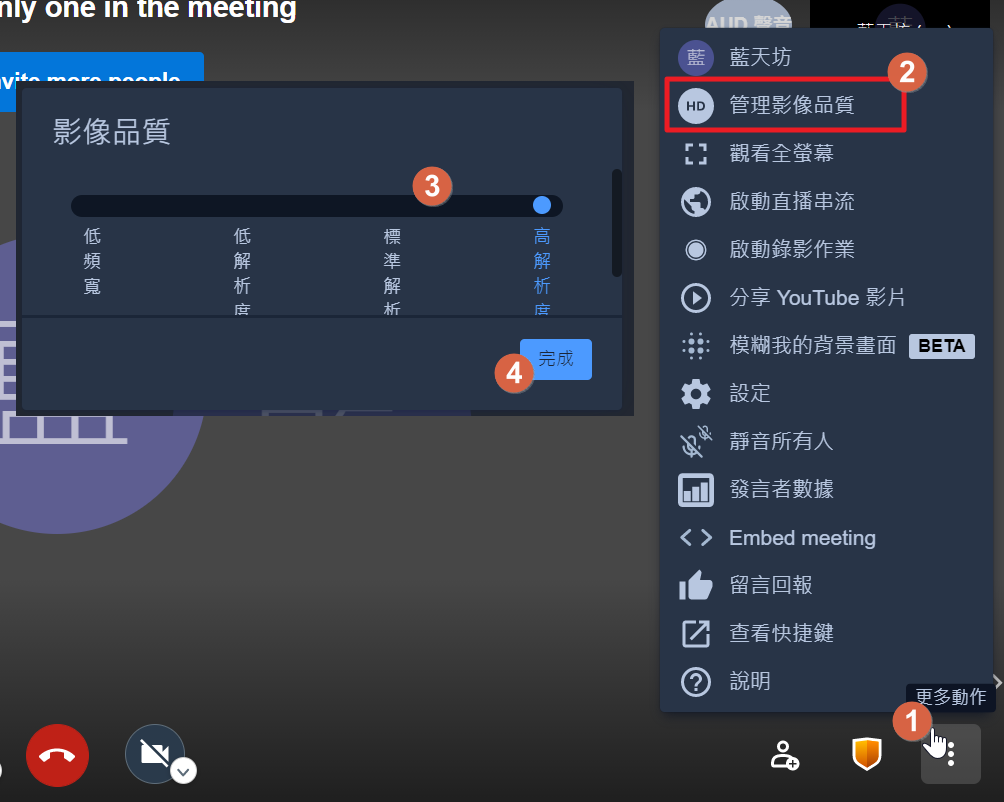 nly one in the meeting
AUD 聲音
nvite more people
藍天坊
2
影像品質
HD 管理影像品質
觀看全螢幕
3
啟動直播串流
低頻寬
低解析度
標準解析
高解析度
啟動錄影作業
分享 YouTube 影片
完成
4
模糊我的背景畫面 BETA
設定
靜音所有人
發言者數據
Embed meeting
留言回報
查看快捷鍵
說明
更多動作
1